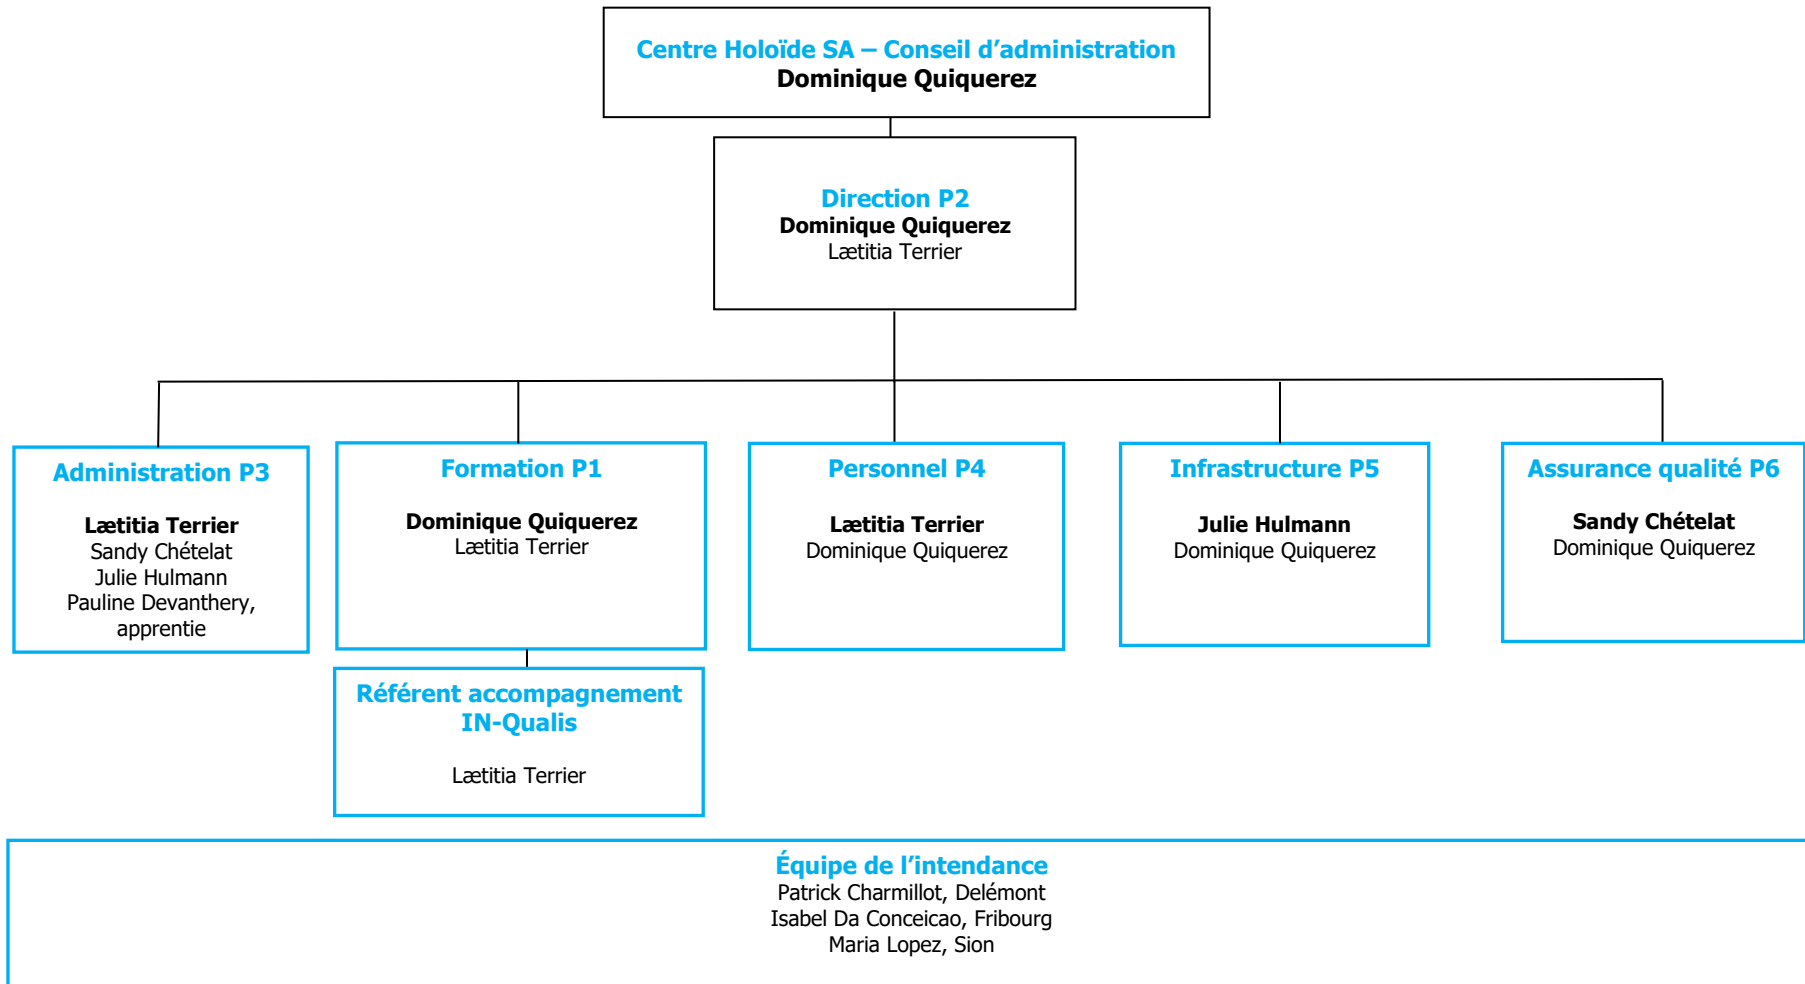 Centre Holoïde SA – Conseil d’administration
Dominique Quiquerez
Direction P2
Dominique Quiquerez
Lætitia Terrier
Administration P3
Lætitia Terrier
Sandy Chételat
Julie Hulmann
Pauline Devanthery,
apprentie
Formation P1
Dominique Quiquerez
Lætitia Terrier
Personnel P4
Lætitia Terrier
Dominique Quiquerez
Infrastructure P5
Julie Hulmann
Dominique Quiquerez
Assurance qualité P6
Sandy Chételat
Dominique Quiquerez
Référent accompagnement
IN-Qualis
Lætitia Terrier
Équipe de l’intendance
Patrick Charmillot, Delémont
Isabel Da Conceicao, Fribourg
Maria Lopez, Sion